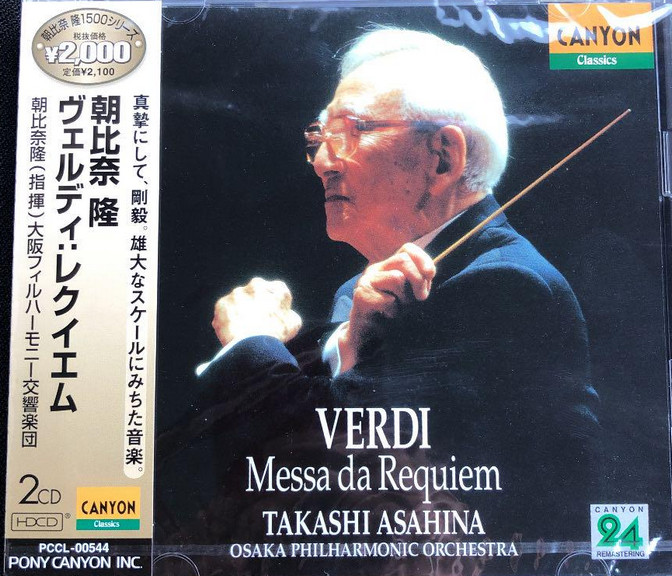 朝比奈 隆1500シリーズ
税抜価格
¥2,000
定価¥2,100
真摯にして、剛毅。雄大なスケールにみちた音楽。
朝比奈 隆
ヴェルディ:レクイエム
朝比奈隆(指揮)大阪フィルハーモニー交響楽団
2CD
HDCD®
CANYON
Classics
PCCL-00544
PONY CANYON INC.
CANYON
Classics
VERDI
Messa da Requiem
TAKASHI ASAHINA
OSAKA PHILHARMONIC ORCHESTRA
CANYON
24
REMASTERING